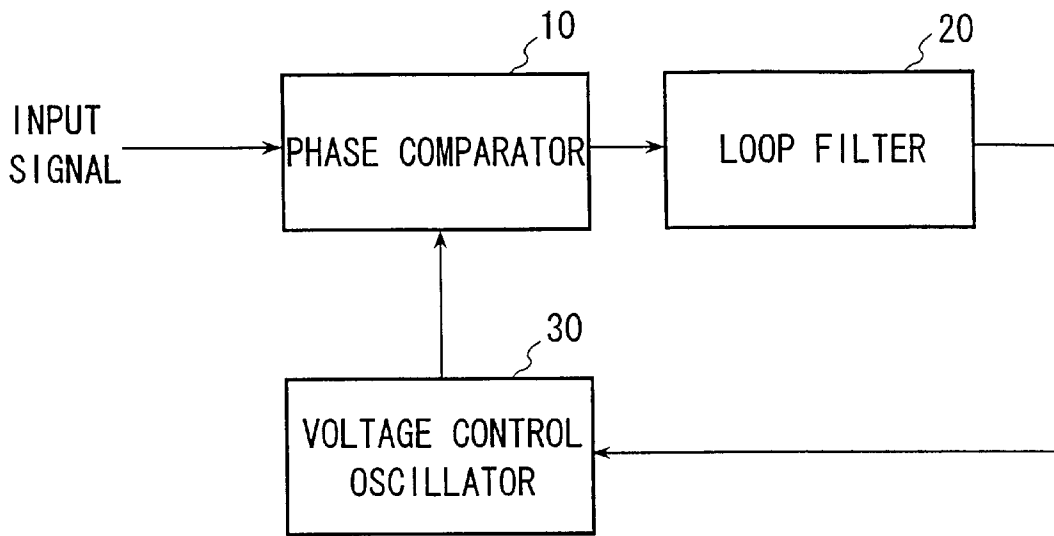 10
20
INPUT
SIGNAL
PHASE COMPARATOR
LOOP FILTER
30
VOLTAGE CONTROL
OSCILLATOR